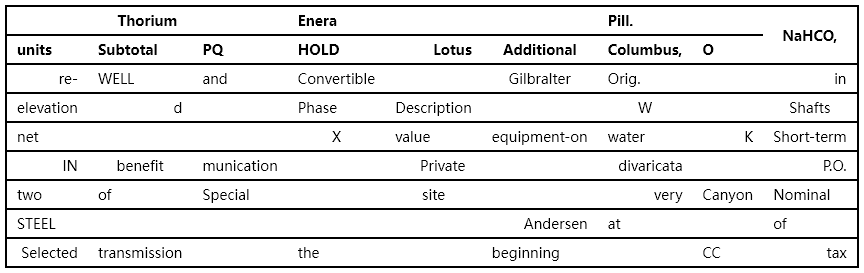 Thorium Enera Pill. NaHCO,
units Subtotal PQ HOLD Lotus Additional Columbus, O
re- WELL and Convertible Gilbralter Orig. in
elevation d Phase Description W Shafts
net X value equipment-on water K Short-term
IN benefit munication Private divaricata P.O.
two of Special site very Canyon Nominal
STEEL Andersen at of
Selected transmission the beginning CC tax